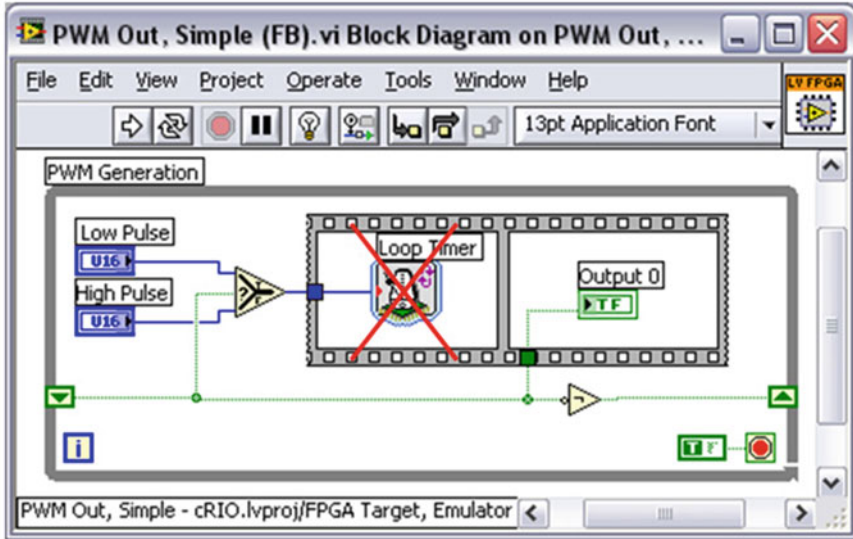 PWM Out, Simple (FB).vi Block Diagram on PWM Out, ...
File Edit View Project Operate Tools Window Help
LV FPGA
13pt Application Font
PWM Generation
Low Pulse
U16
High Pulse
U16
?
T
F
Loop Timer
Output 0
TF
i
T F
PWM Out, Simple - cRIO.lvproj/FPGA Target, Emulator